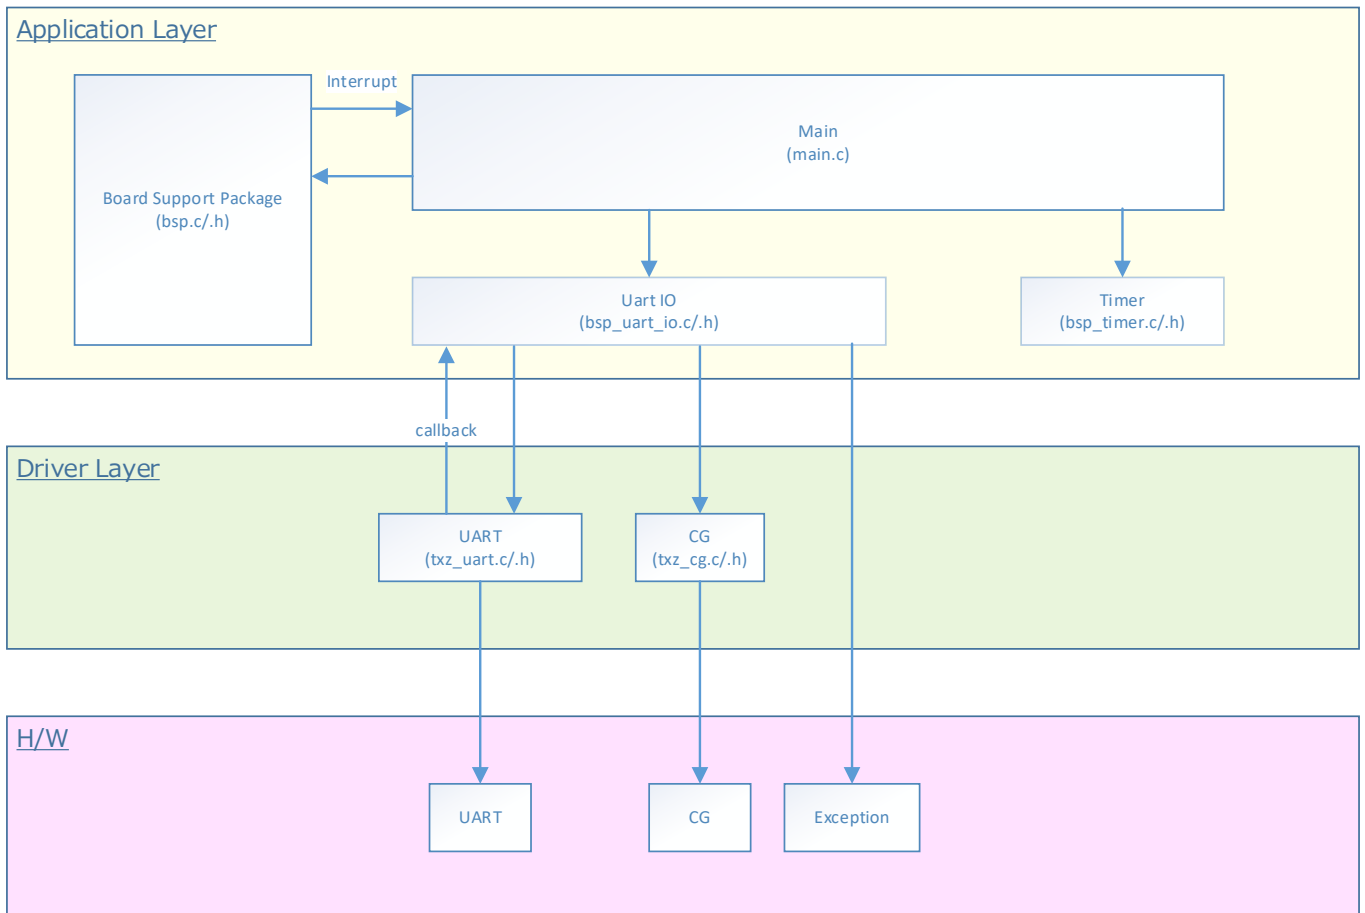 Application Layer
Interrupt
Main
(main.c)
Board Support Package
(bsp.c/.h)
Uart IO
(bsp_uart_io.c/.h)
Timer
(bsp_timer.c/.h)
callback
Driver Layer
UART
(txz_uart.c/.h)
CG
(txz_cg.c/.h)
H/W
UART
CG
Exception